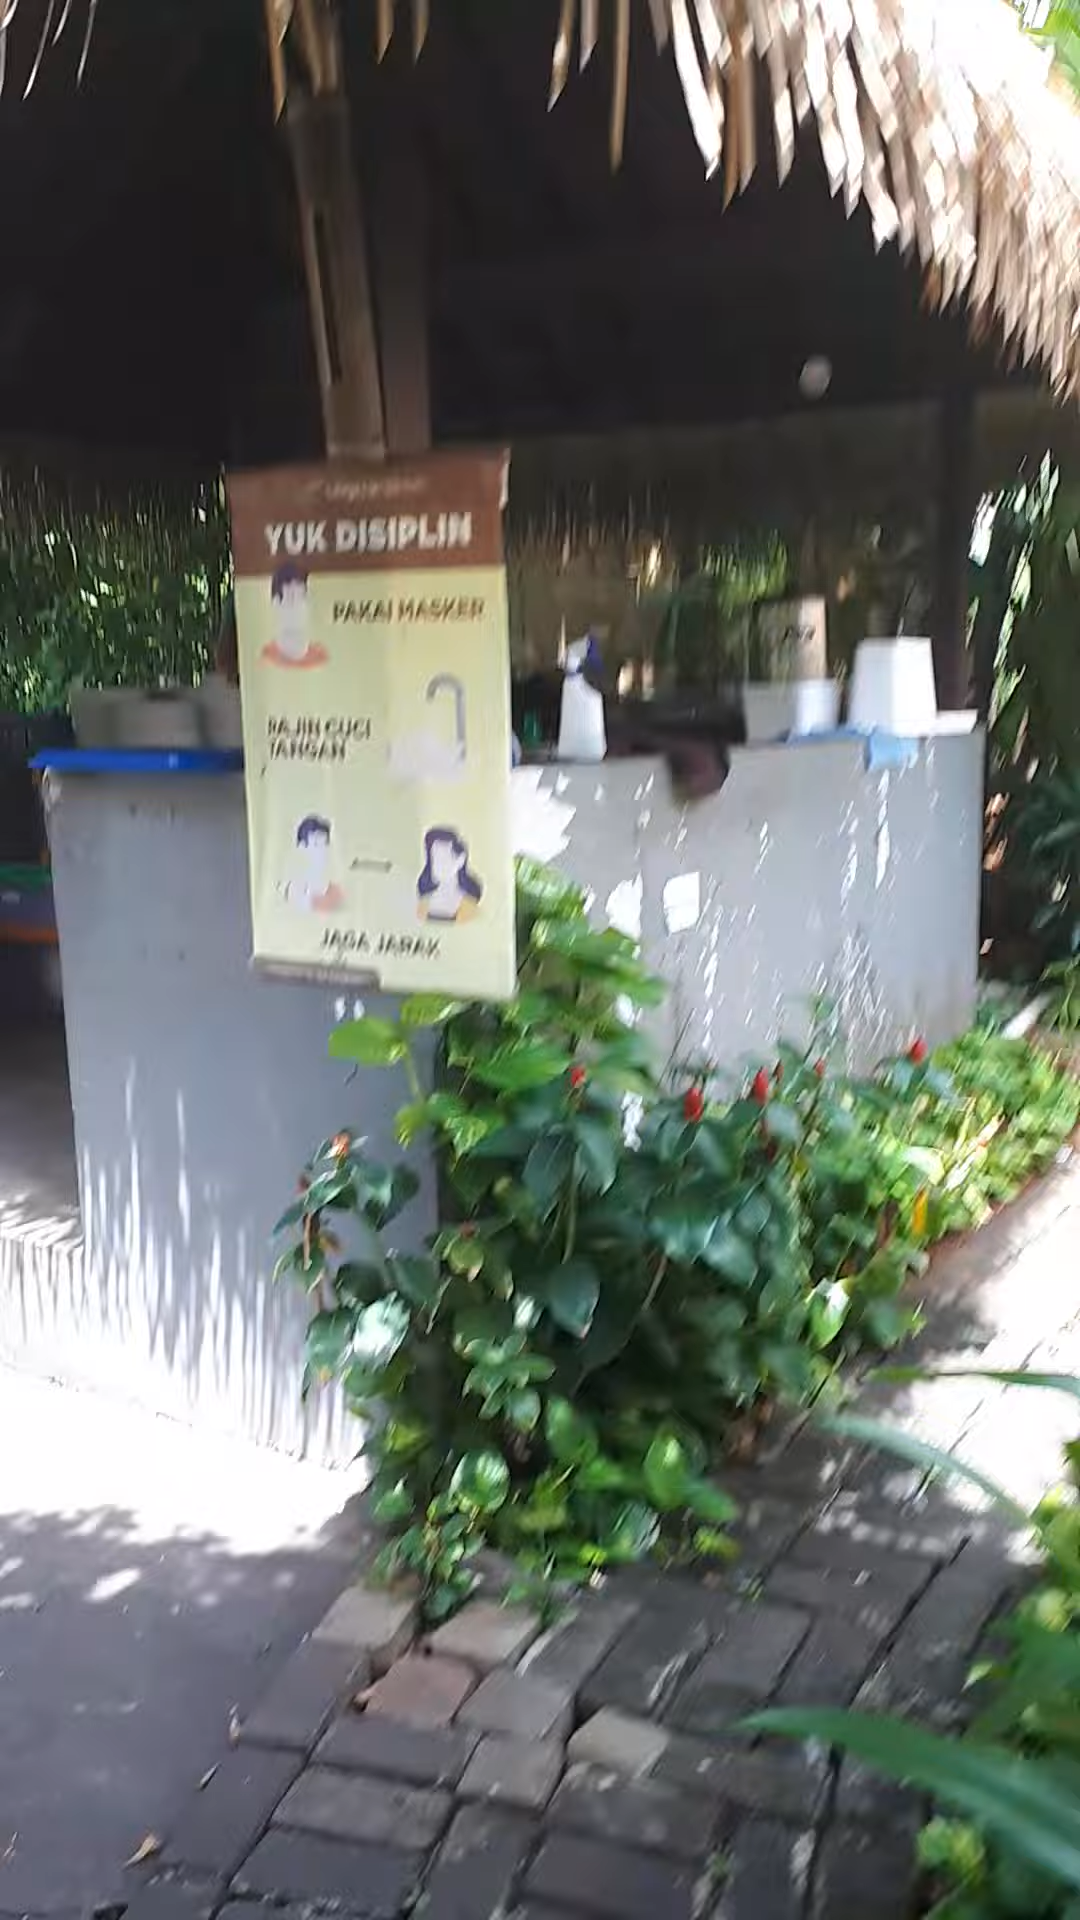 YUK DISIPLIN
PAKAI MASKER
RAJIN CUCI
TANGAN
JAGA JARAK